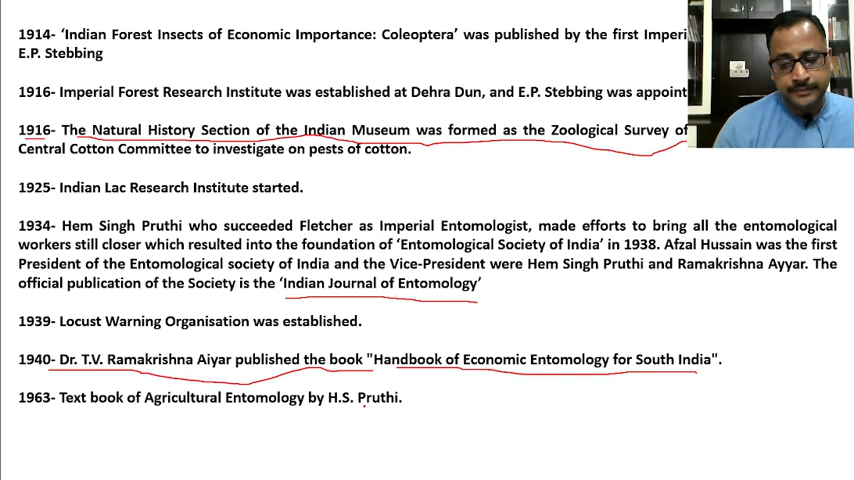 1914- ‘Indian Forest Insects of Economic Importance: Coleoptera’ was published by the first Imperi
E.P. Stebbing
1916- Imperial Forest Research Institute was established at Dehra Dun, and E.P. Stebbing was appoint
1916- The Natural History Section of the Indian Museum was formed as the Zoological Survey of
Central Cotton Committee to investigate on pests of cotton.
1925- Indian Lac Research Institute started.
1934- Hem Singh Pruthi who succeeded Fletcher as Imperial Entomologist, made efforts to bring all the entomological
workers still closer which resulted into the foundation of ‘Entomological Society of India’ in 1938. Afzal Hussain was the first
President of the Entomological society of India and the Vice-President were Hem Singh Pruthi and Ramakrishna Ayyar. The
official publication of the Society is the ‘Indian Journal of Entomology’
1939- Locust Warning Organisation was established.
1940- Dr. T.V. Ramakrishna Aiyar published the book "Handbook of Economic Entomology for South India".
1963- Text book of Agricultural Entomology by H.S. Pruthi.